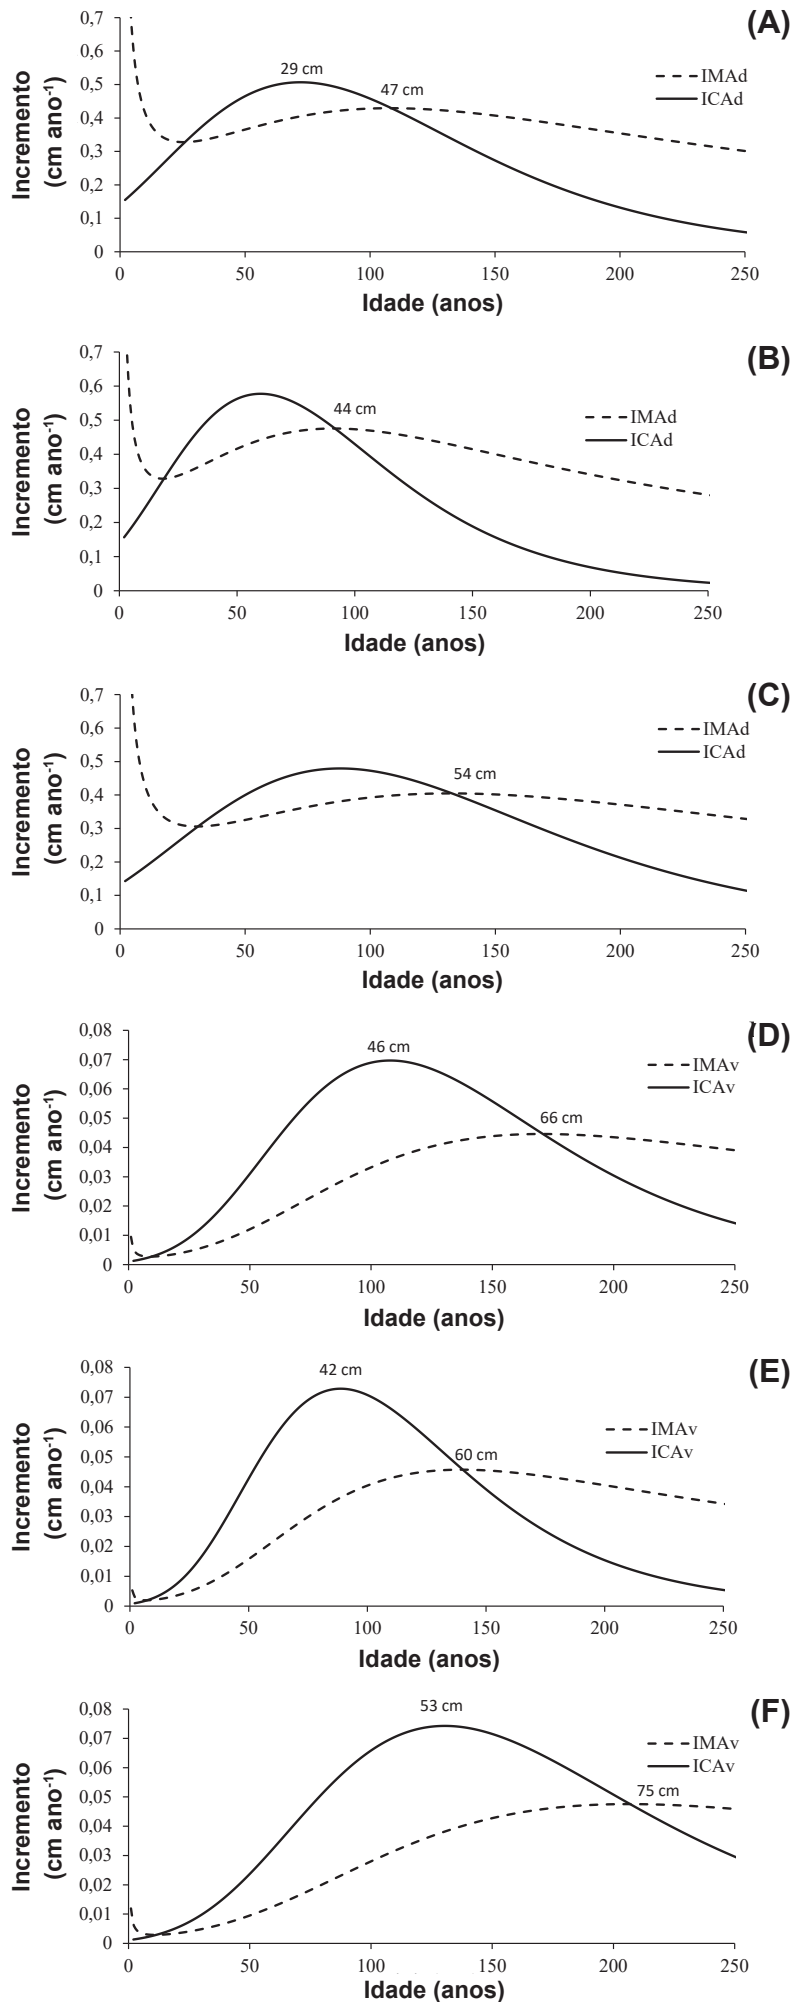 (A)
0,7
0,6
0,5
0,4
0,3
0,2
0,1
0
Incremento
(cm ano⁻¹)
29 cm
47 cm
IMAd
ICAd
0 50 100 150 200 250
Idade (anos)
(B)
0,7
0,6
0,5
0,4
0,3
0,2
0,1
0
Incremento
(cm ano⁻¹)
44 cm
IMAd
ICAd
0 50 100 150 200 250
Idade (anos)
(C)
0,7
0,6
0,5
0,4
0,3
0,2
0,1
0
Incremento
(cm ano⁻¹)
54 cm
IMAd
ICAd
0 50 100 150 200 250
Idade (anos)
(D)
0,08
0,07
0,06
0,05
0,04
0,03
0,02
0,01
0
Incremento
(cm ano⁻¹)
46 cm
66 cm
IMAv
ICAv
0 50 100 150 200 250
Idade (anos)
(E)
0,08
0,07
0,06
0,05
0,04
0,03
0,02
0,01
0
Incremento
(cm ano⁻¹)
42 cm
60 cm
IMAv
ICAv
0 50 100 150 200 250
Idade (anos)
(F)
0,08
0,07
0,06
0,05
0,04
0,03
0,02
0,01
0
Incremento
(cm ano⁻¹)
53 cm
75 cm
IMAv
ICAv
0 50 100 150 200 250
Idade (anos)